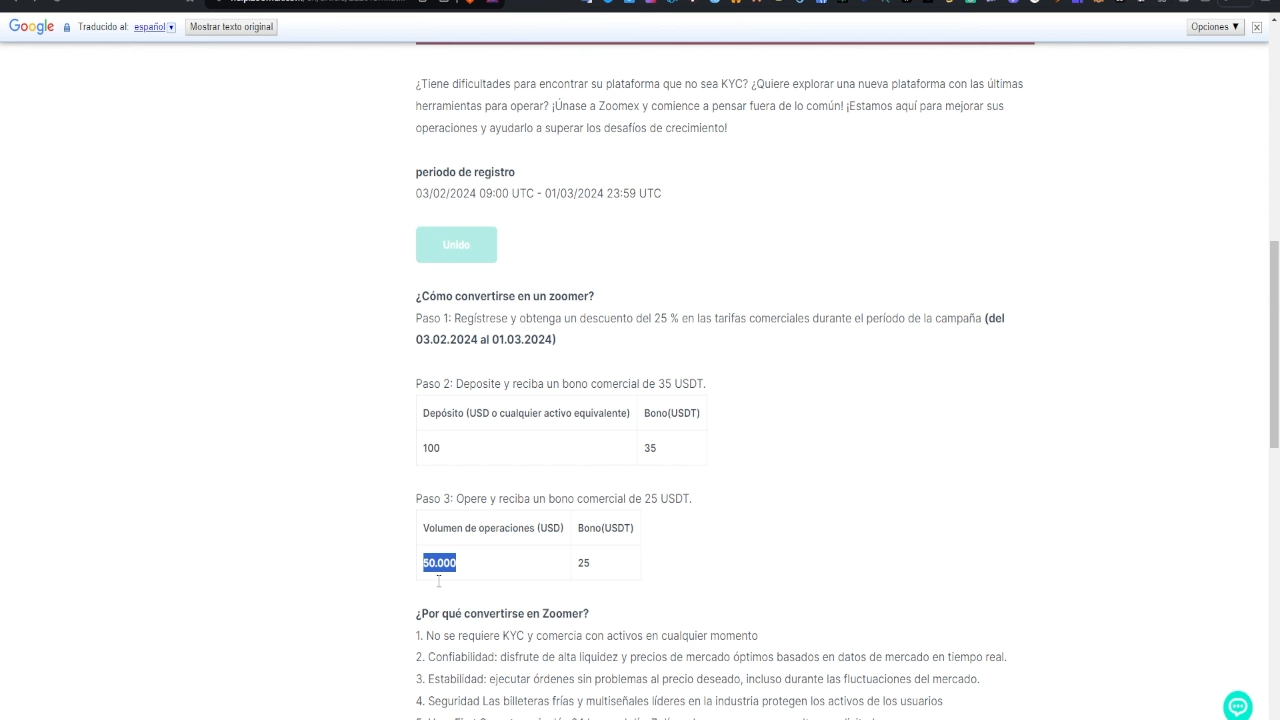 Google Traducido al: español Mostrar texto original Opciones ▼
¿Tiene dificultades para encontrar su plataforma que no sea KYC? ¿Quiere explorar una nueva plataforma con las últimas
herramientas para operar? ¡Únase a Zoomex y comience a pensar fuera de lo común! ¡Estamos aquí para mejorar sus
operaciones y ayudarlo a superar los desafíos de crecimiento!
periodo de registro
03/02/2024 09:00 UTC - 01/03/2024 23:59 UTC
Unido
¿Cómo convertirse en un zoomer?
Paso 1: Regístrese y obtenga un descuento del 25 % en las tarifas comerciales durante el período de la campaña (del
03.02.2024 al 01.03.2024)
Paso 2: Deposite y reciba un bono comercial de 35 USDT.
Depósito (USD o cualquier activo equivalente) Bono(USDT)
100 35
Paso 3: Opere y reciba un bono comercial de 25 USDT.
Volumen de operaciones (USD) Bono(USDT)
50.000 25
¿Por qué convertirse en Zoomer?
1. No se requiere KYC y comercia con activos en cualquier momento
2. Confiabilidad: disfrute de alta liquidez y precios de mercado óptimos basados en datos de mercado en tiempo real.
3. Estabilidad: ejecutar órdenes sin problemas al precio deseado, incluso durante las fluctuaciones del mercado.
4. Seguridad Las billeteras frías y multiseñales líderes en la industria protegen los activos de los usuarios